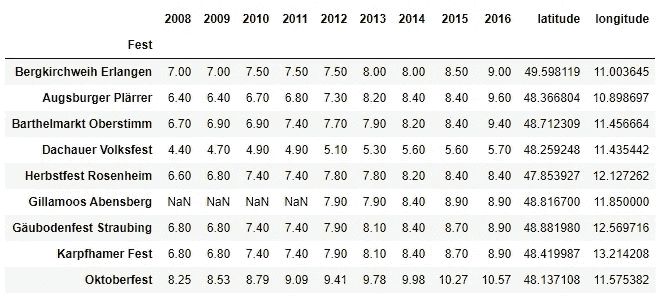 2008 2009 2010 2011 2012 2013 2014 2015 2016 latitude longitude
Fest
Bergkirchweih Erlangen 7.00 7.00 7.50 7.50 7.50 8.00 8.00 8.50 9.00 49.598119 11.003645
Augsburger Plärrer 6.40 6.40 6.70 6.80 7.30 8.20 8.40 8.40 9.60 48.366804 10.898697
Barthelmarkt Oberstimm 6.70 6.90 6.90 7.40 7.70 7.90 8.20 8.40 9.40 48.712309 11.456664
Dachauer Volksfest 4.40 4.70 4.90 4.90 5.10 5.30 5.60 5.60 5.70 48.259248 11.435442
Herbstfest Rosenheim 6.60 6.80 7.40 7.40 7.80 7.80 8.20 8.40 8.40 47.853927 12.127262
Gillamoos Abensberg NaN NaN NaN NaN 7.90 7.90 8.40 8.90 8.90 48.816700 11.850000
Gäubodenfest Straubing 6.80 6.80 7.40 7.40 7.90 8.10 8.40 8.70 8.90 48.881980 12.569716
Karpfhamer Fest 6.80 6.80 7.40 7.40 7.90 8.10 8.40 8.70 8.90 48.419987 13.214208
Oktoberfest 8.25 8.53 8.79 9.09 9.41 9.78 9.98 10.27 10.57 48.137108 11.575382